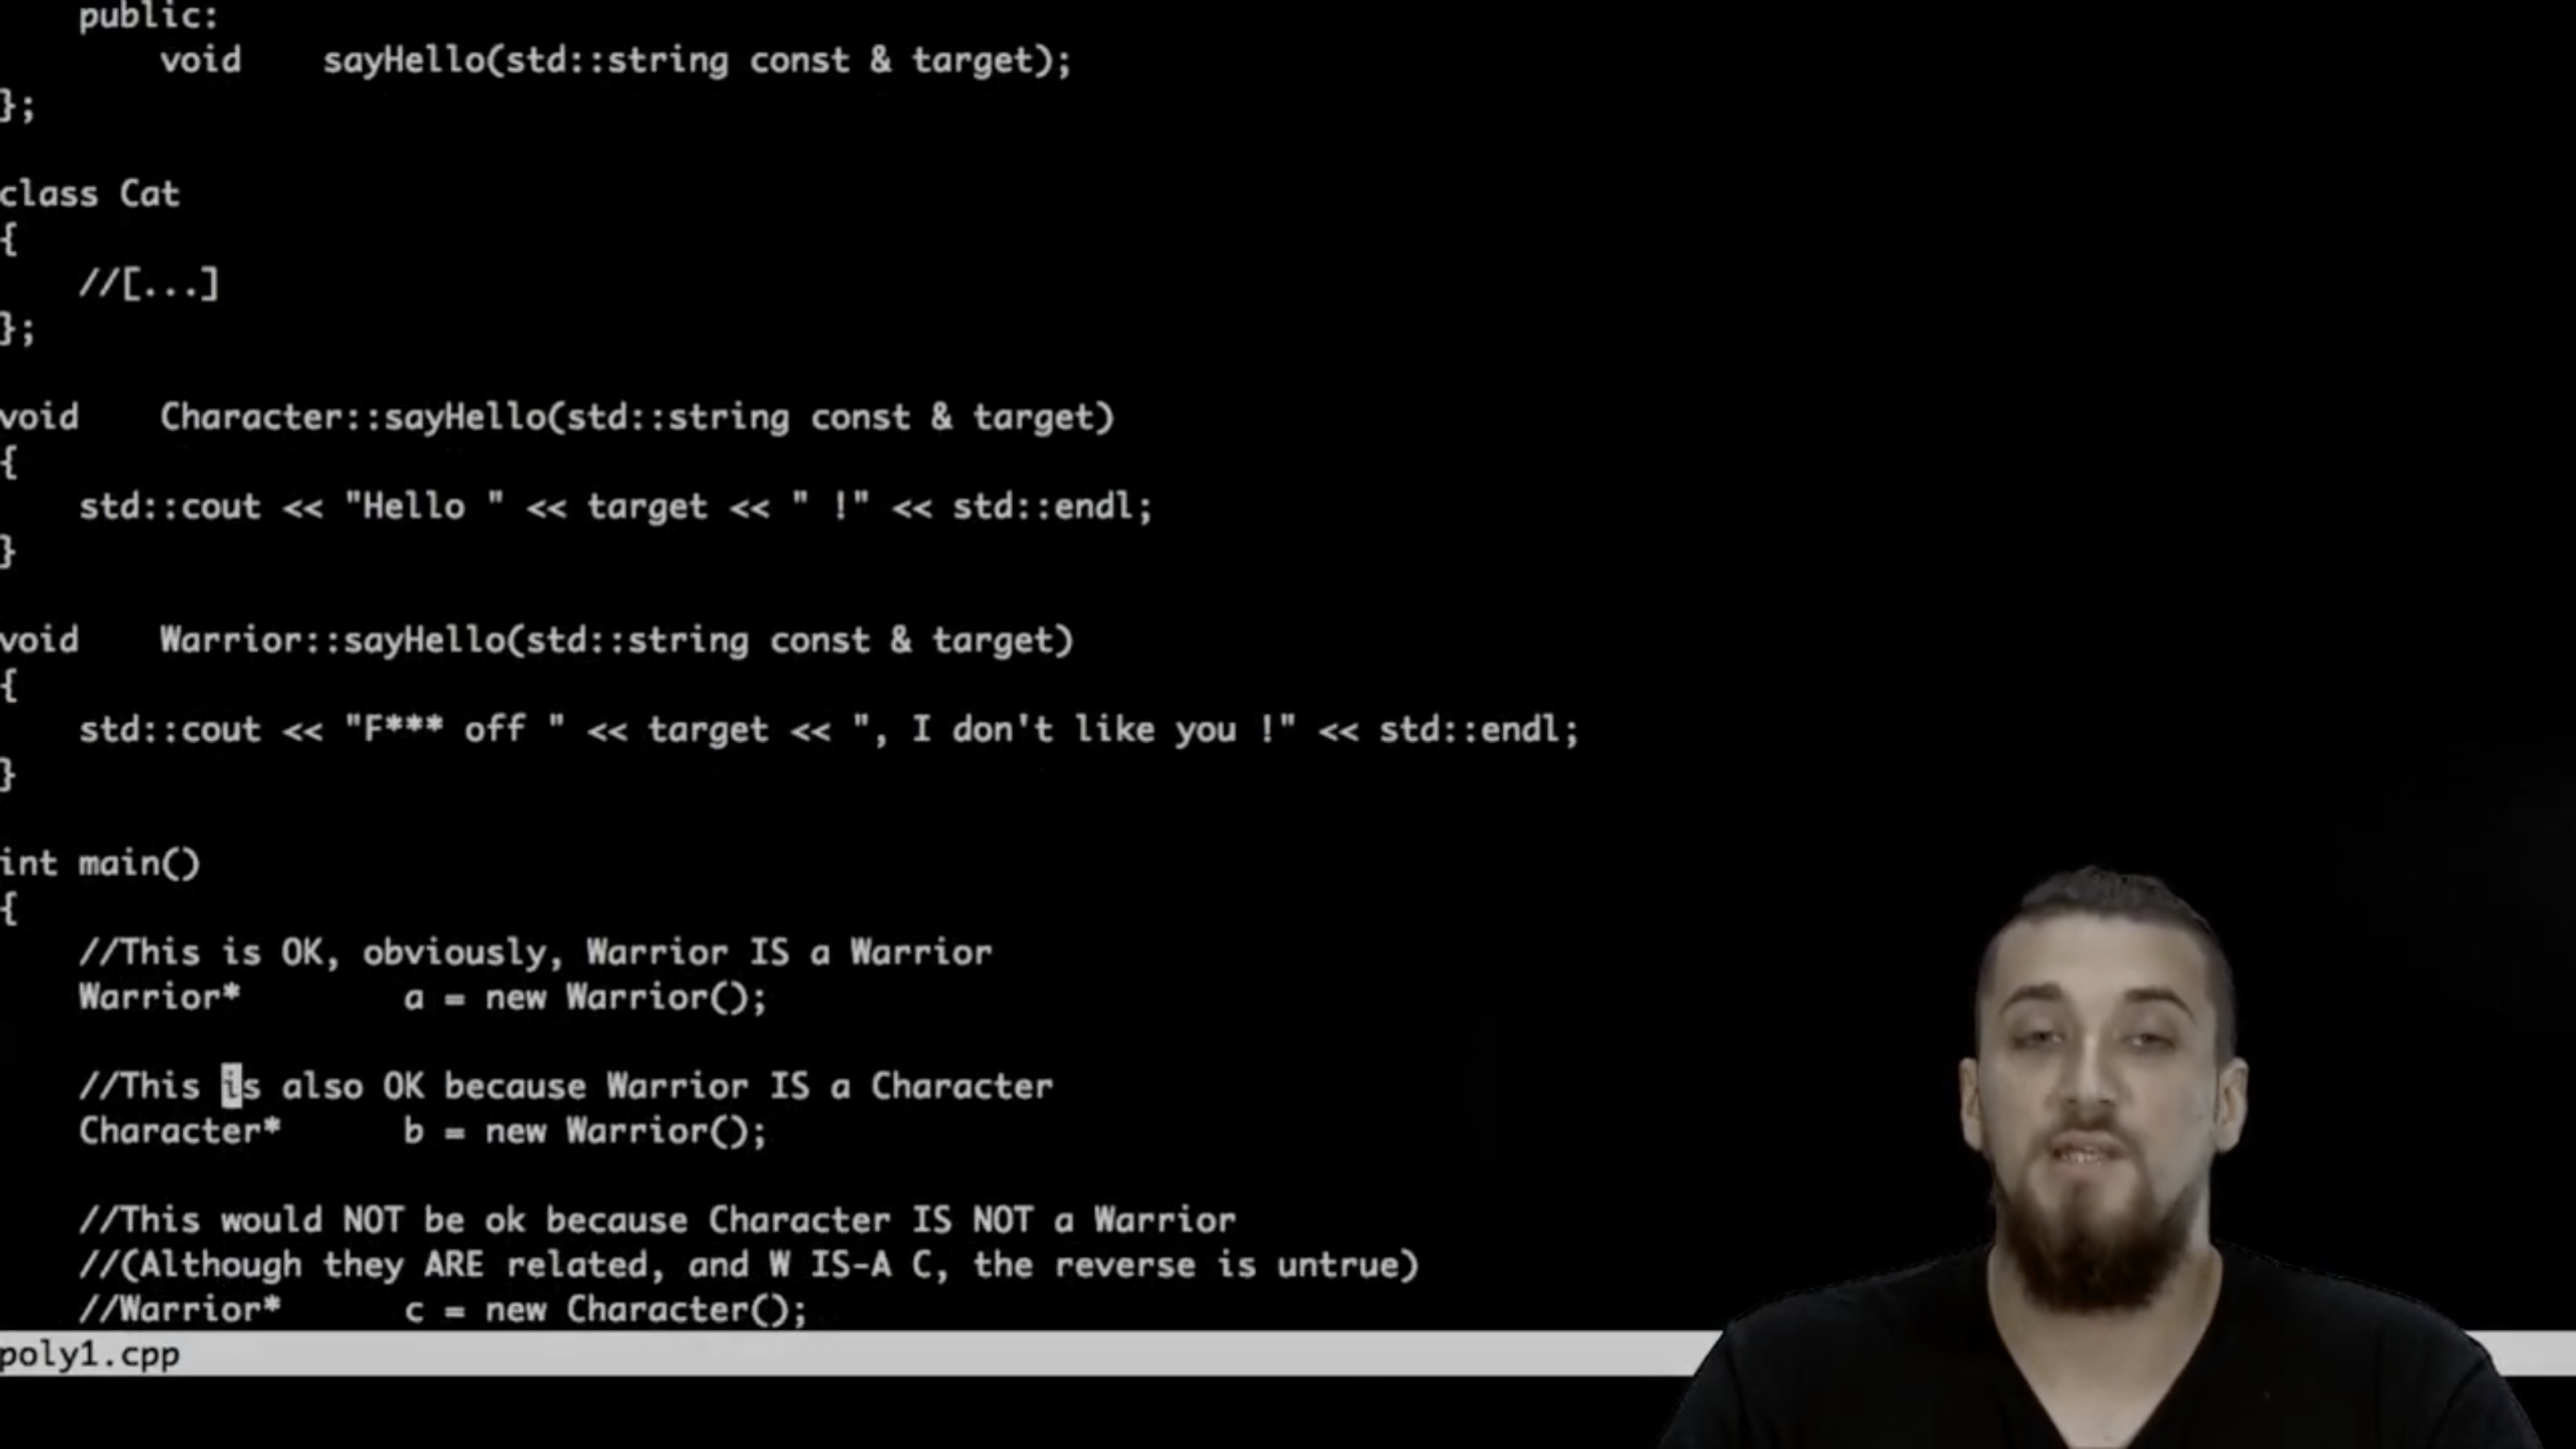 public:
void sayHello(std::string const & target);
};
class Cat
{
//[...]
};
void Character::sayHello(std::string const & target)
{
std::cout << "Hello " << target << " !" << std::endl;
}
void Warrior::sayHello(std::string const & target)
{
std::cout << "F*** off " << target << ", I don't like you !" << std::endl;
}
int main()
{
//This is OK, obviously, Warrior IS a Warrior
Warrior* a = new Warrior();
//This is also OK because Warrior IS a Character
Character* b = new Warrior();
//This would NOT be ok because Character IS NOT a Warrior
//(Although they ARE related, and W IS-A C, the reverse is untrue)
//Warrior* c = new Character();
poly1.cpp